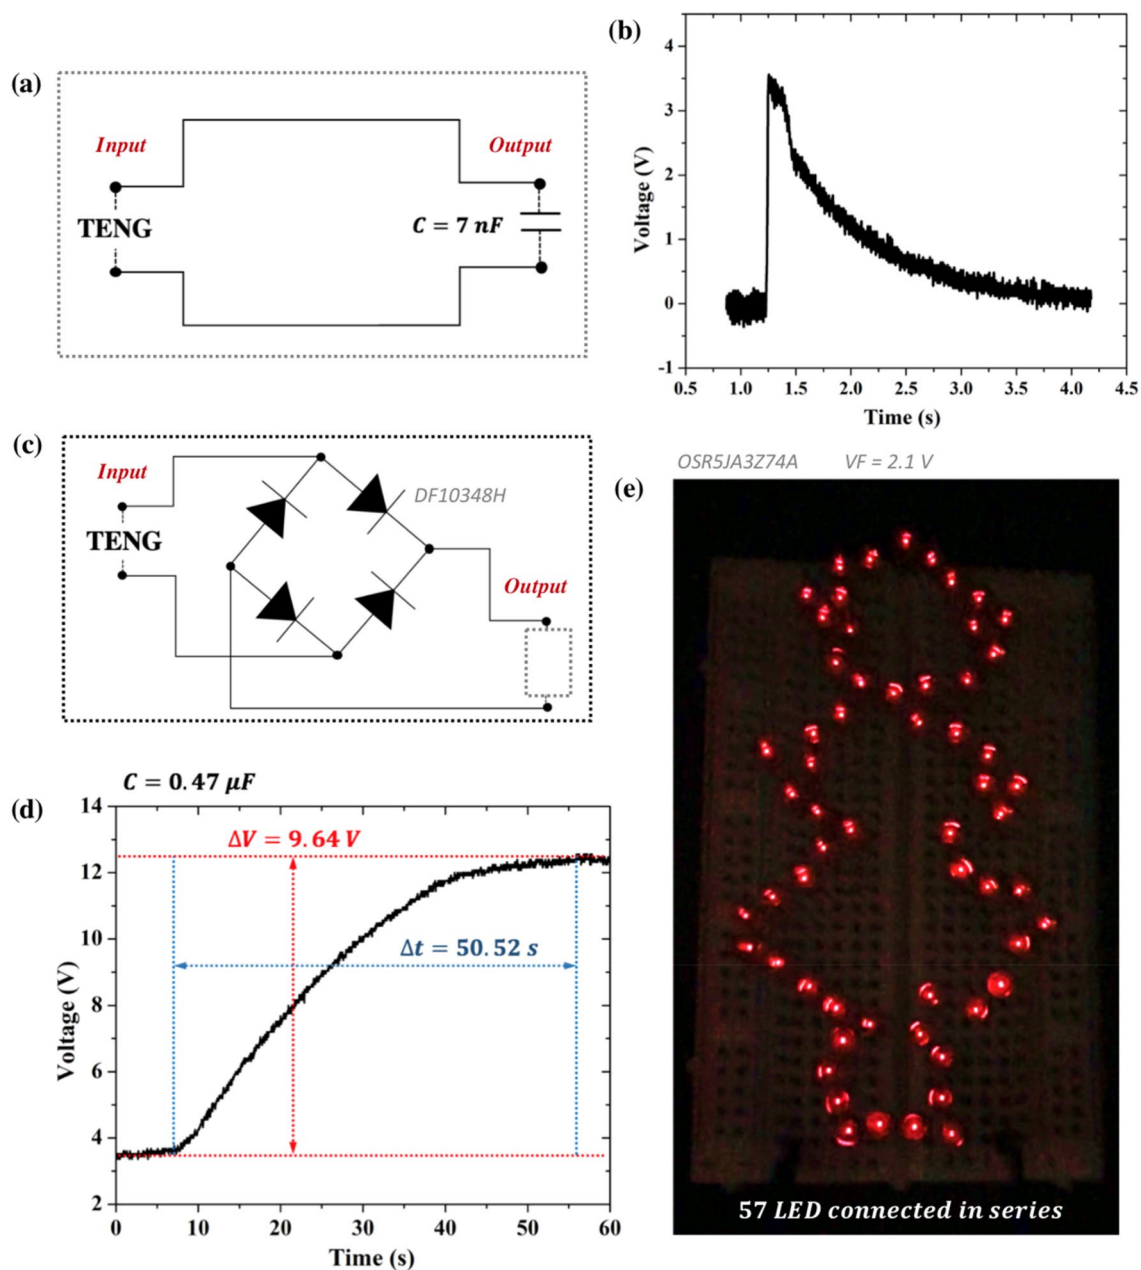 (a)
Input
Output
TENG
C = 7 nF
(b)
4
3
2
1
0
-1
Voltage (V)
0.5 1.0 1.5 2.0 2.5 3.0 3.5 4.0 4.5
Time (s)
(c)
Input
DF10348H
TENG
Output
(d)
C = 0.47 μF
14
12
10
8
6
4
2
Voltage (V)
ΔV = 9.64 V
Δt = 50.52 s
0 10 20 30 40 50 60
Time (s)
OSR5JA3Z74A VF = 2.1 V
(e)
57 LED connected in series